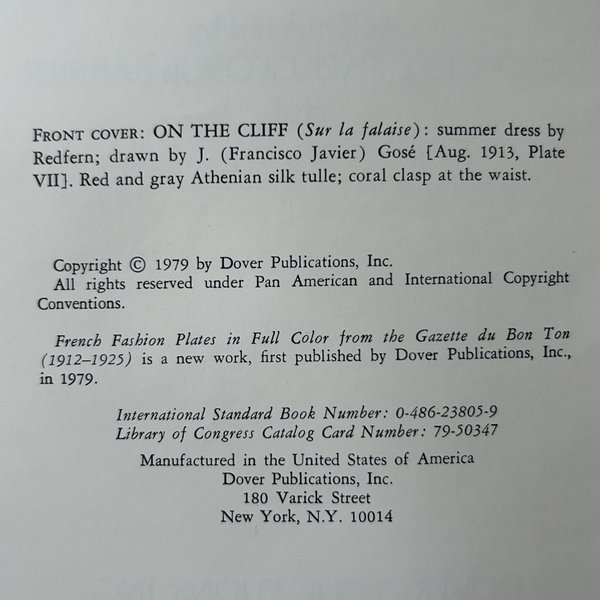 FRONT COVER: ON THE CLIFF (Sur la falaise): summer dress by
Redfern; drawn by J. (Francisco Javier) Gosé [Aug. 1913, Plate
VII]. Red and gray Athenian silk tulle; coral clasp at the waist.
Copyright © 1979 by Dover Publications, Inc.
All rights reserved under Pan American and International Copyright
Conventions.
French Fashion Plates in Full Color from the Gazette du Bon Ton
(1912–1925) is a new work, first published by Dover Publications, Inc.,
in 1979.
International Standard Book Number: 0-486-23805-9
Library of Congress Catalog Card Number: 79-50347
Manufactured in the United States of America
Dover Publications, Inc.
180 Varick Street
New York, N.Y. 10014